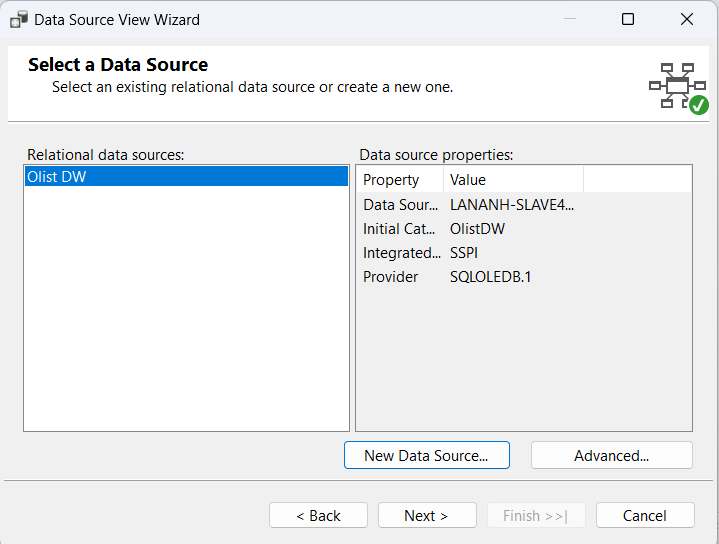 Data Source View Wizard
Select a Data Source
Select an existing relational data source or create a new one.
Relational data sources:
Olist DW
Data source properties:
Property Value
Data Sour... LANANH-SLAVE4...
Initial Cat... OlistDW
Integrated... SSPI
Provider SQLOLEDB.1
New Data Source... Advanced...
< Back Next > Finish >>| Cancel